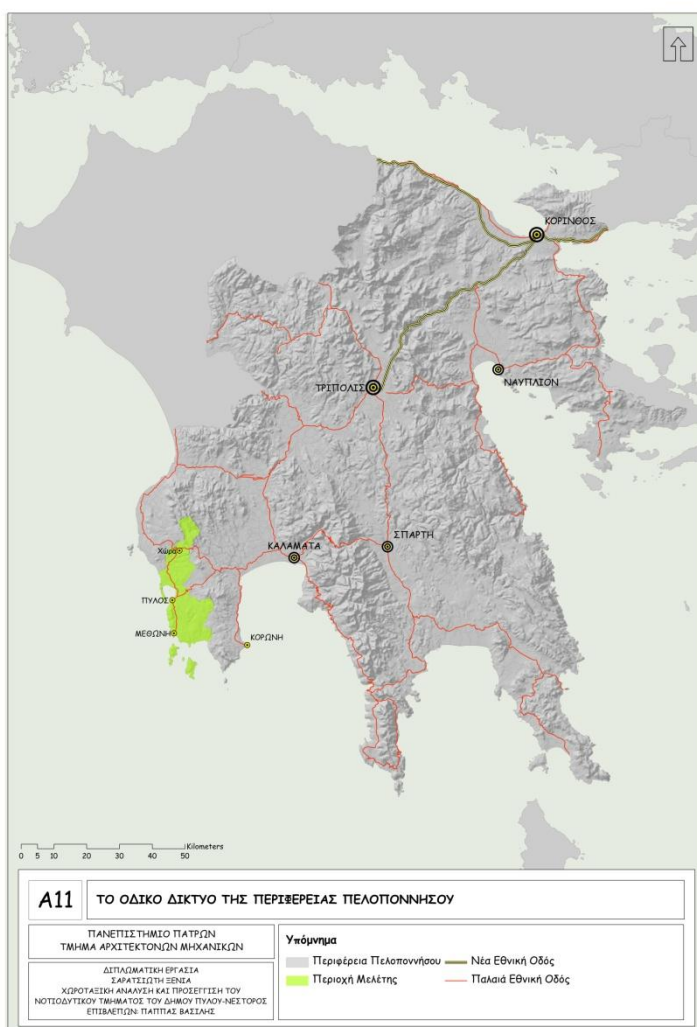 ΚΟΡΙΝΘΟΣ
ΤΡΙΠΟΛΙΣ
ΝΑΥΠΛΙΟΝ
ΣΠΑΡΤΗ
ΚΑΛΑΜΑΤΑ
Χώρα
ΠΥΛΟΣ
ΜΕΘΩΝΗ
ΚΟΡΩΝΗ
Kilometers
0 5 10 20 30 40 50
A11
ΤΟ ΟΔΙΚΟ ΔΙΚΤΥΟ ΤΗΣ ΠΕΡΙΦΕΡΕΙΑΣ ΠΕΛΟΠΟΝΝΗΣΟΥ
ΠΑΝΕΠΙΣΤΗΜΙΟ ΠΑΤΡΩΝ
ΤΜΗΜΑ ΑΡΧΙΤΕΚΤΟΝΩΝ ΜΗΧΑΝΙΚΩΝ
ΔΙΠΛΩΜΑΤΙΚΗ ΕΡΓΑΣΙΑ
ΣΑΡΑΤΣΙΩΤΗ ΞΕΝΙΑ
ΧΩΡΟΤΑΞΙΚΗ ΑΝΑΛΥΣΗ ΚΑΙ ΠΡΟΣΕΓΓΙΣΗ ΤΟΥ
ΝΟΤΙΟΔΥΤΙΚΟΥ ΤΜΗΜΑΤΟΣ ΤΟΥ ΔΗΜΟΥ ΠΥΛΟΥ-ΝΕΣΤΟΡΟΣ
ΕΠΙΒΛΕΠΩΝ: ΠΑΠΠΑΣ ΒΑΣΙΛΗΣ
Υπόμνημα
Περιφέρεια Πελοποννήσου
Νέα Εθνική Οδός
Περιοχή Μελέτης
Παλαιά Εθνική Οδός